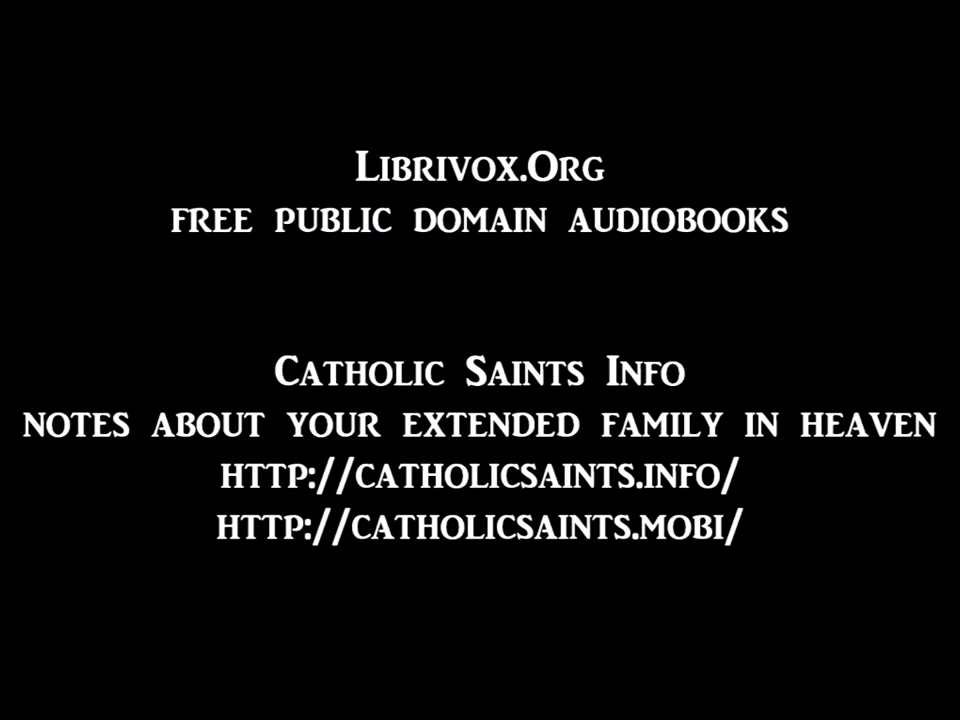 Librivox.Org
free public domain audiobooks
Catholic Saints Info
notes about your extended family in heaven
http://catholicsaints.info/
http://catholicsaints.mobi/